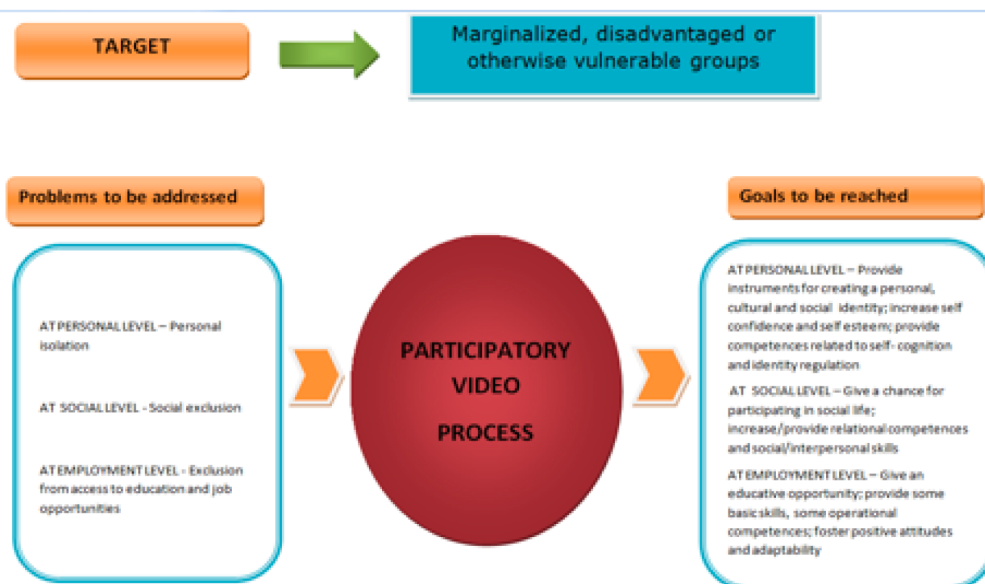 TARGET
Marginalized, disadvantaged or
otherwise vulnerable groups
Problems to be addressed
AT PERSONAL LEVEL – Personal
isolation
AT SOCIAL LEVEL - Social exclusion
AT EMPLOYMENT LEVEL - Exclusion
from access to education and job
opportunities
PARTICIPATORY
VIDEO
PROCESS
Goals to be reached
AT PERSONAL LEVEL – Provide
instruments for creating a personal,
cultural and social identity; increase self
confidence and self esteem; provide
competences related to self- cognition
and identity regulation
AT SOCIAL LEVEL – Give a chance for
participating in social life;
increase/provide relational competences
and social/interpersonal skills
AT EMPLOYMENT LEVEL – Give an
educative opportunity; provide some
basic skills, some operational
competences; foster positive attitudes
and adaptability